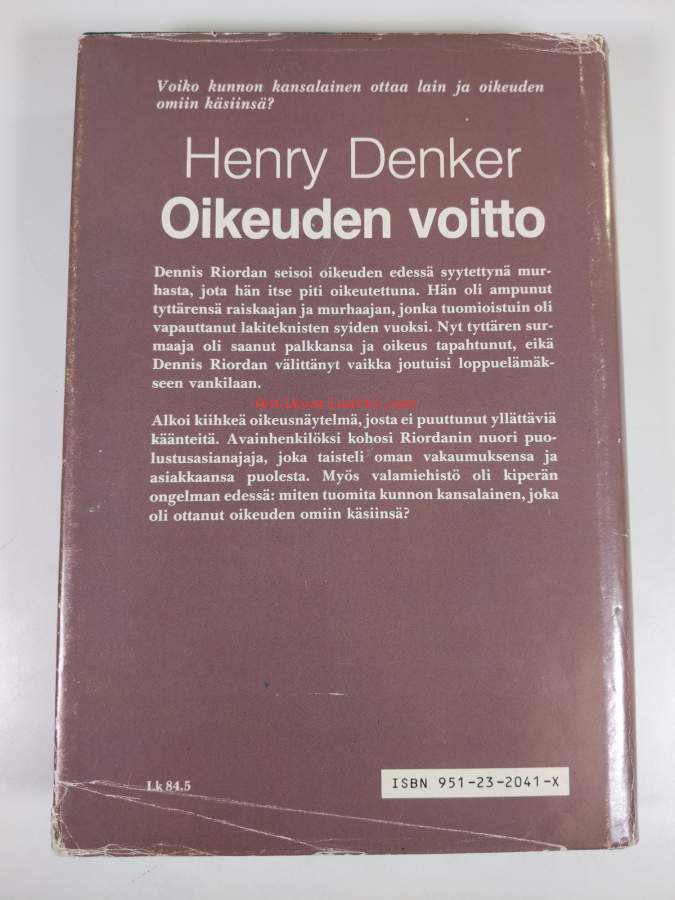 Voiko kunnon kansalainen ottaa lain ja oikeuden
omiin käsiinsä?
Henry Denker
Oikeuden voitto
Dennis Riordan seisoi oikeuden edessä syytettynä mur-
hasta, jota hän itse piti oikeutettuna. Hän oli ampunut
tyttärensä raiskaajan ja murhaajan, jonka tuomioistuin oli
vapauttanut lakiteknisten syiden vuoksi. Nyt tyttären sur-
maaja oli saanut palkkansa ja oikeus tapahtunut, eikä
Dennis Riordan välittänyt vaikka joutuisi loppuelämäk-
seen vankilaan.
Alkoi kiihkeä oikeusnäytelmä, josta ei puuttunut yllättäviä
käänteitä. Avainhenkilöksi kohosi Riordanin nuori puo-
lustusasianajaja, joka taisteli oman vakaumuksensa ja
asiakkaansa puolesta. Myös valamiehistö oli kiperän
ongelman edessä: miten tuomita kunnon kansalainen, joka
oli ottanut oikeuden omiin käsiinsä?
Lk 84.5
ISBN 951-23-2041-X